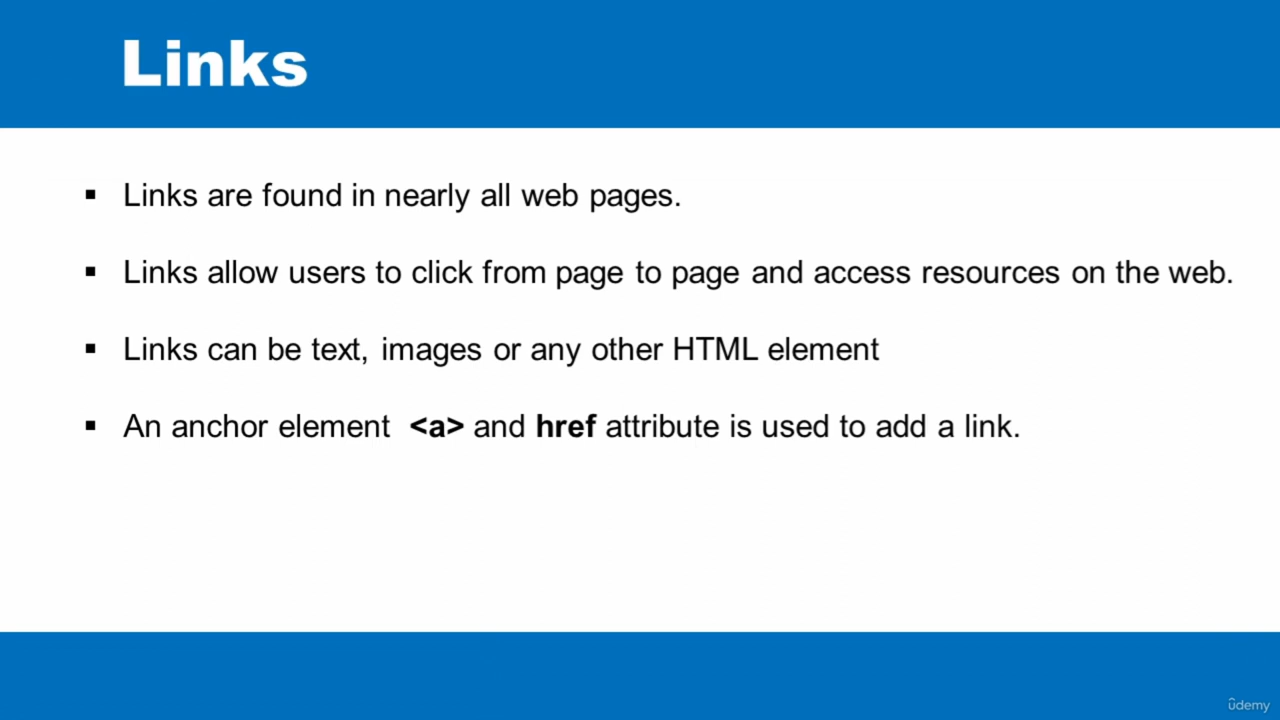 Links
▪ Links are found in nearly all web pages.
▪ Links allow users to click from page to page and access resources on the web.
▪ Links can be text, images or any other HTML element
▪ An anchor element <a> and href attribute is used to add a link.
ûdemy